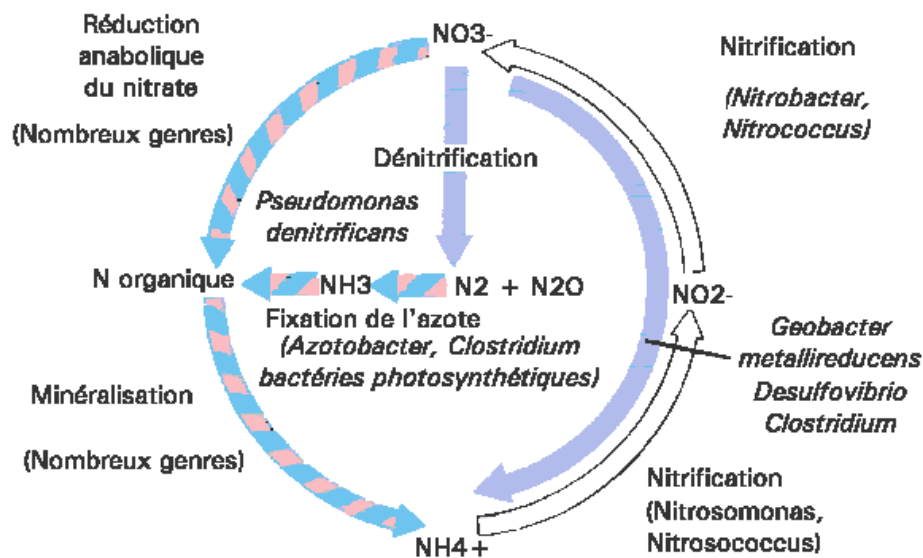 Réduction
anabolique
du nitrate
(Nombreux genres)
NO3-
Nitrification
(Nitrobacter,
Nitrococcus)
Dénitrification
Pseudomonas
denitrificans
N organique
NH3
N2 + N2O
NO2-
Fixation de l'azote
(Azotobacter, Clostridium
bactéries photosynthétiques)
Geobacter
metallireducens
Desulfovibrio
Clostridium
Minéralisation
(Nombreux genres)
Nitrification
(Nitrosomonas,
Nitrosococcus)
NH4+